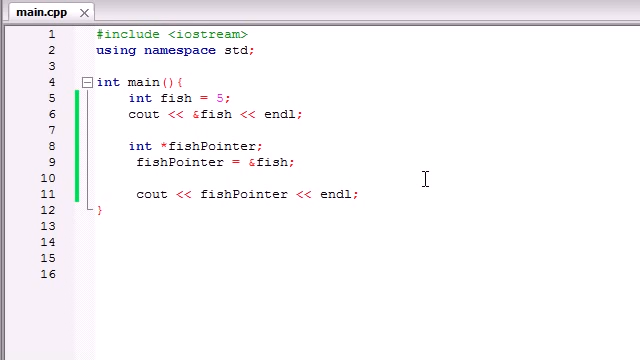 main.cpp
1 #include <iostream>
2 using namespace std;
3
4 int main(){
5 int fish = 5;
6 cout << &fish << endl;
7
8 int *fishPointer;
9 fishPointer = &fish;
10
11 cout << fishPointer << endl;
12 }
13
14
15
16